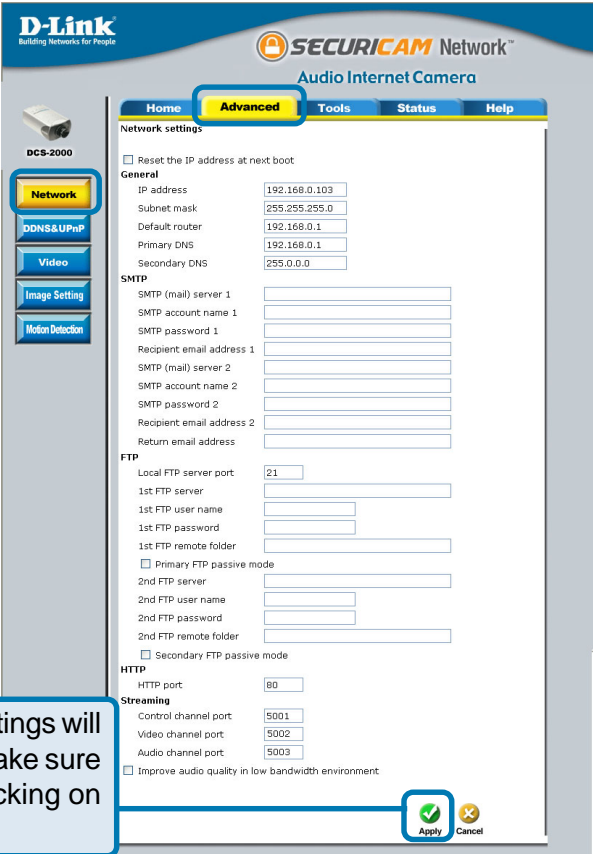 D-Link
Building Networks for People
SECURICAM Network™
Audio Internet Camera
Home Advanced Tools Status Help
DCS-2000
Network
DDNS&UPnP
Video
Image Setting
Motion Detection
Network settings
Reset the IP address at next boot
General
IP address 192.168.0.103
Subnet mask 255.255.255.0
Default router 192.168.0.1
Primary DNS 192.168.0.1
Secondary DNS 255.0.0.0
SMTP
SMTP (mail) server 1
SMTP account name 1
SMTP password 1
Recipient email address 1
SMTP (mail) server 2
SMTP account name 2
SMTP password 2
Recipient email address 2
Return email address
FTP
Local FTP server port 21
1st FTP server
1st FTP user name
1st FTP password
1st FTP remote folder
Primary FTP passive mode
2nd FTP server
2nd FTP user name
2nd FTP password
2nd FTP remote folder
Secondary FTP passive mode
HTTP
HTTP port 80
Streaming
Control channel port 5001
Video channel port 5002
Audio channel port 5003
Improve audio quality in low bandwidth environment
Apply Cancel
tings will
ake sure
cking on